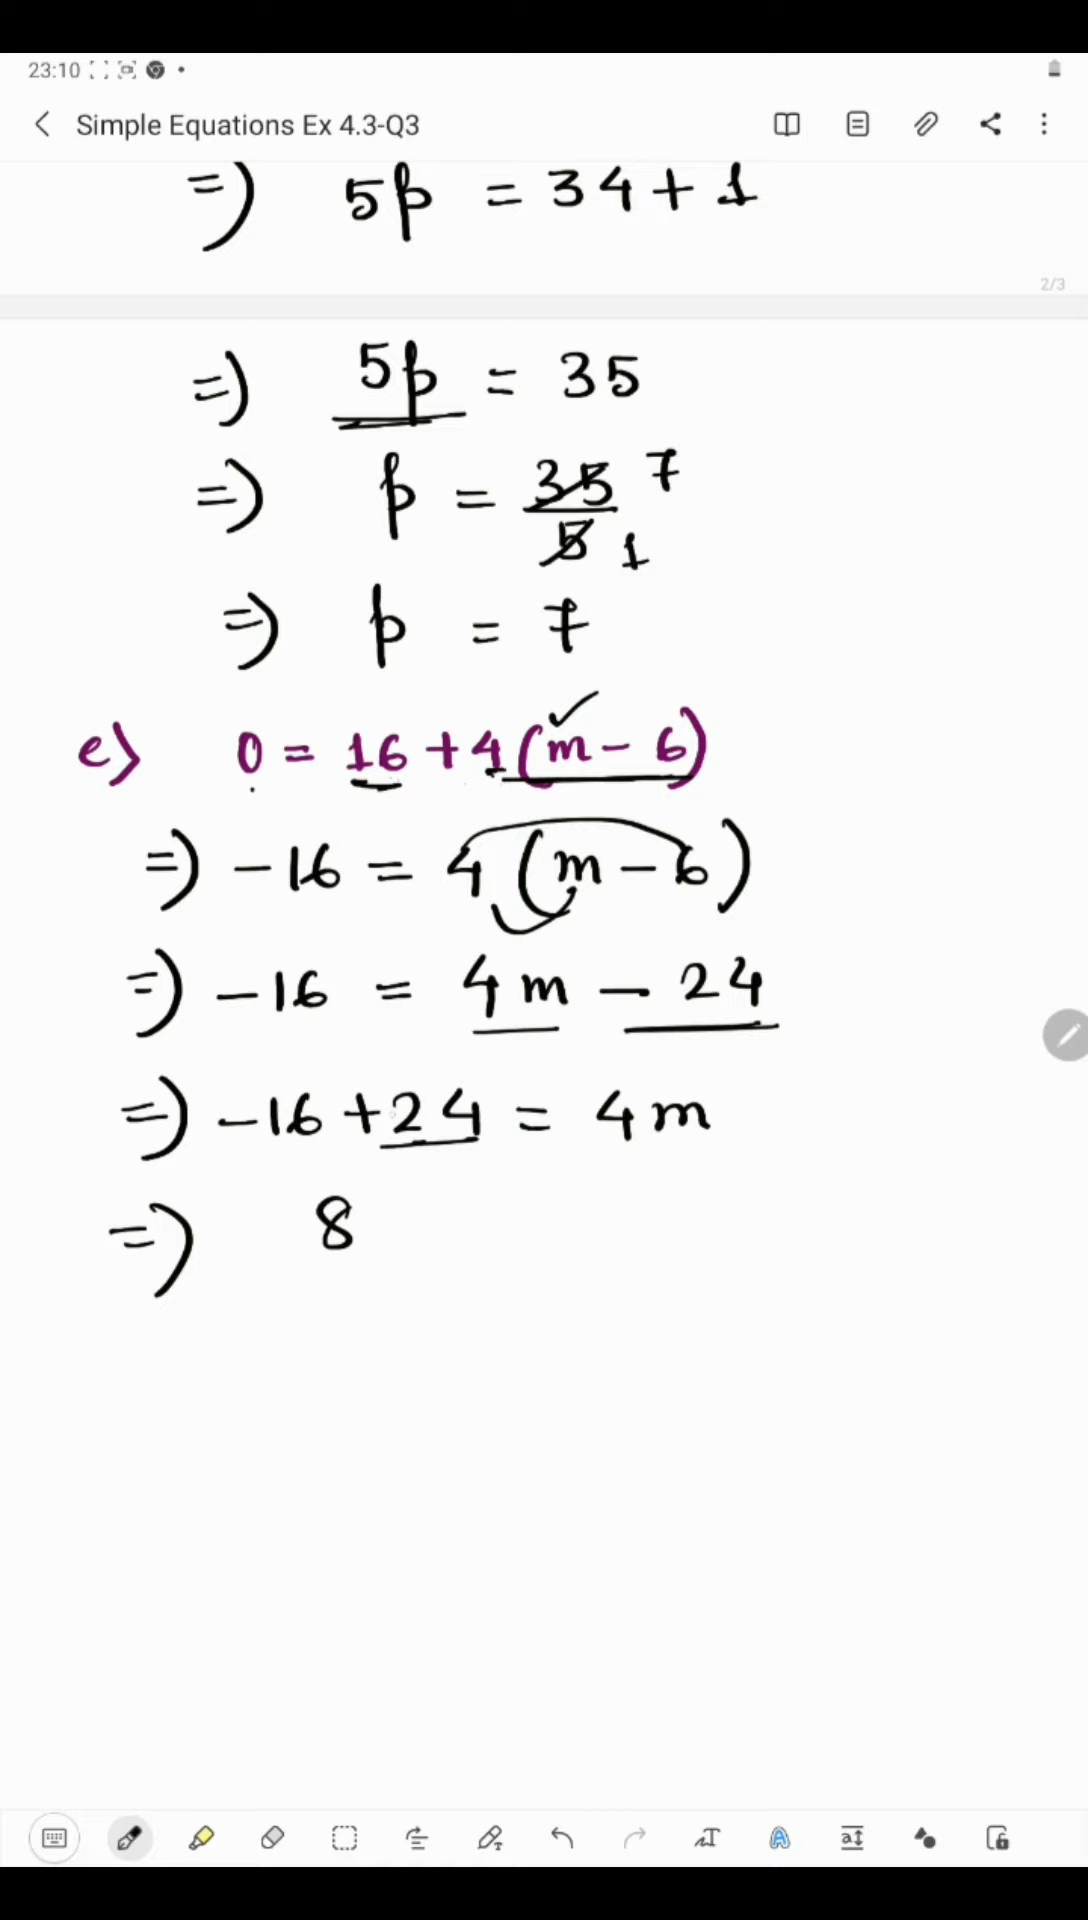 23:10
Simple Equations Ex 4.3-Q3
=) 5p = 34 + 1
2/3
=) 5p = 35
=) p = 35/5 7 1
=) p = 7
e) 0 = 16 + 4 (m - 6)
=) - 16 = 4 (m - 6)
=) - 16 = 4m - 24
=) - 16 + 24 = 4m
=) 8